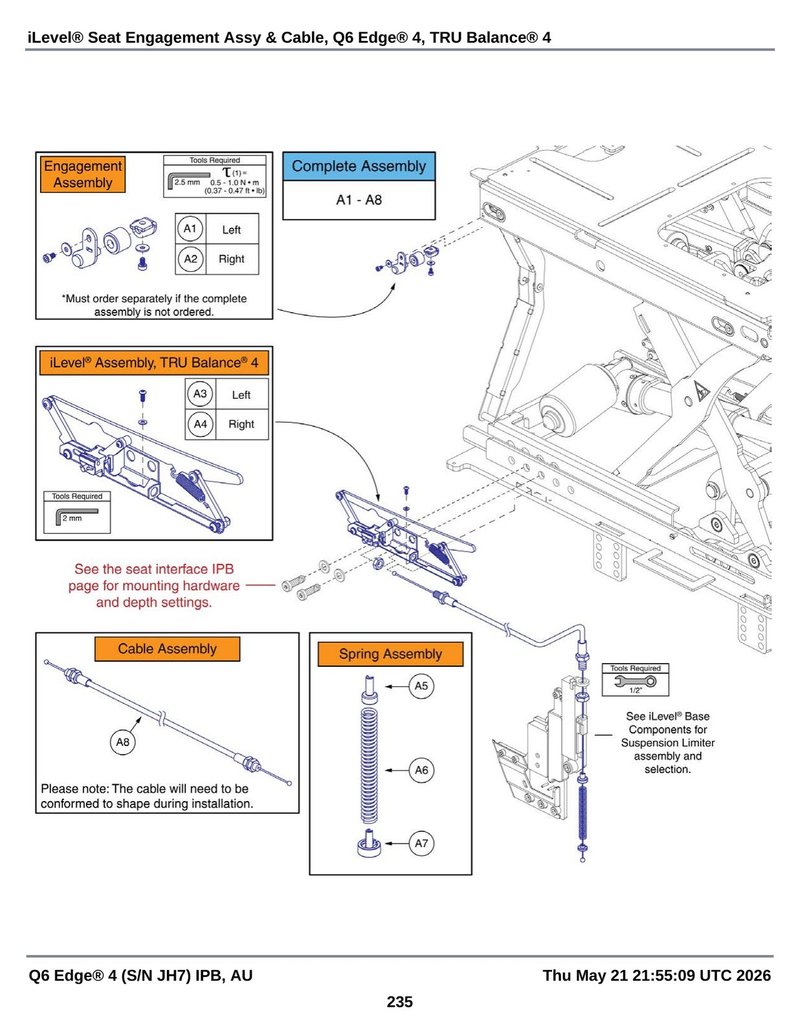 iLevel® Seat Engagement Assy & Cable, Q6 Edge® 4, TRU Balance® 4
Engagement
Assembly
Tools Required
2.5 mm
τ (1) =
0.5 - 1.0 N • m
(0.37 - 0.47 ft • lb)
A1 Left
A2 Right
*Must order separately if the complete
assembly is not ordered.
Complete Assembly
A1 - A8
iLevel® Assembly, TRU Balance® 4
A3 Left
A4 Right
Tools Required
2 mm
See the seat interface IPB
page for mounting hardware
and depth settings.
Cable Assembly
A8
Please note: The cable will need to be
conformed to shape during installation.
Spring Assembly
A5
A6
A7
Tools Required
1/2"
See iLevel® Base
Components for
Suspension Limiter
assembly and
selection.
Q6 Edge® 4 (S/N JH7) IPB, AU
Thu May 21 21:55:09 UTC 2026
235